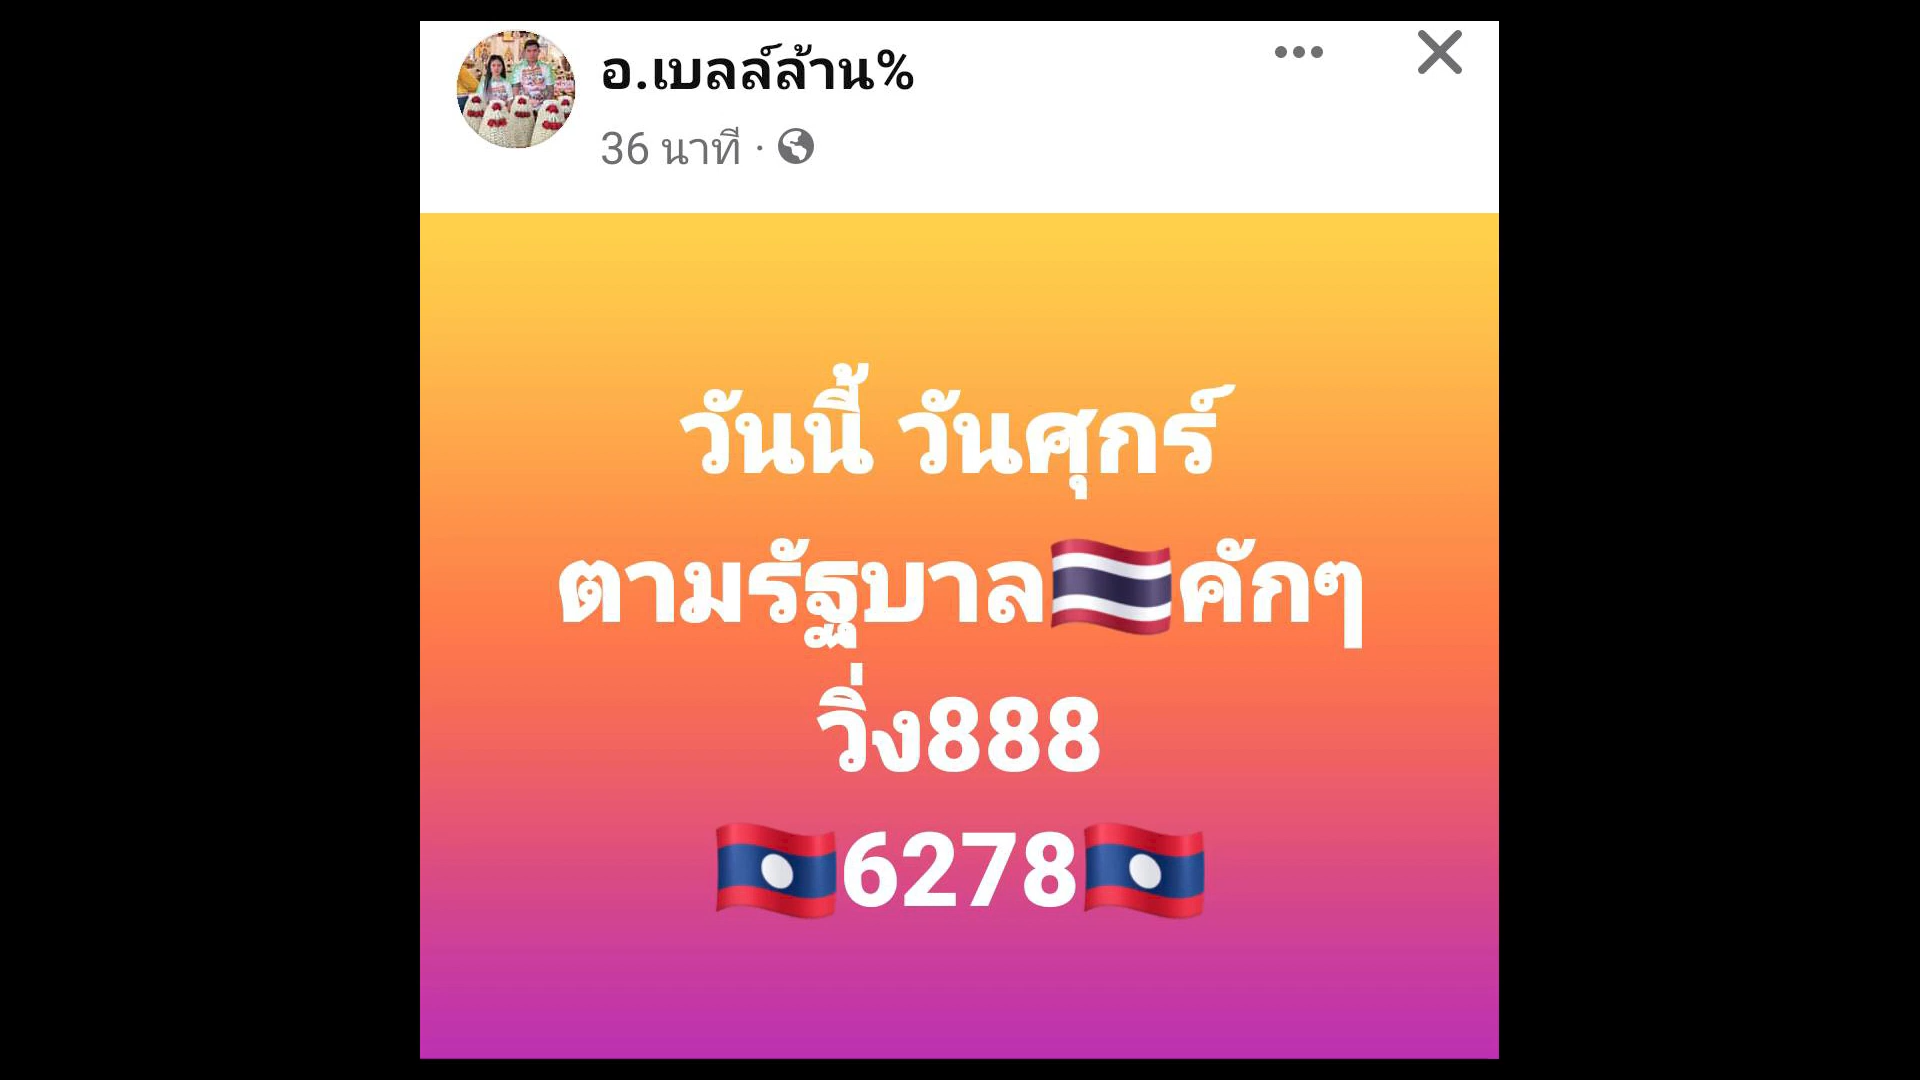 อ.เบลล์ล้าน%
36 นาที ·
วันนี้ วันศุกร์
ตามรัฐบาล🇹🇭คักๆ
วิ่ง888
🇱🇦6278🇱🇦